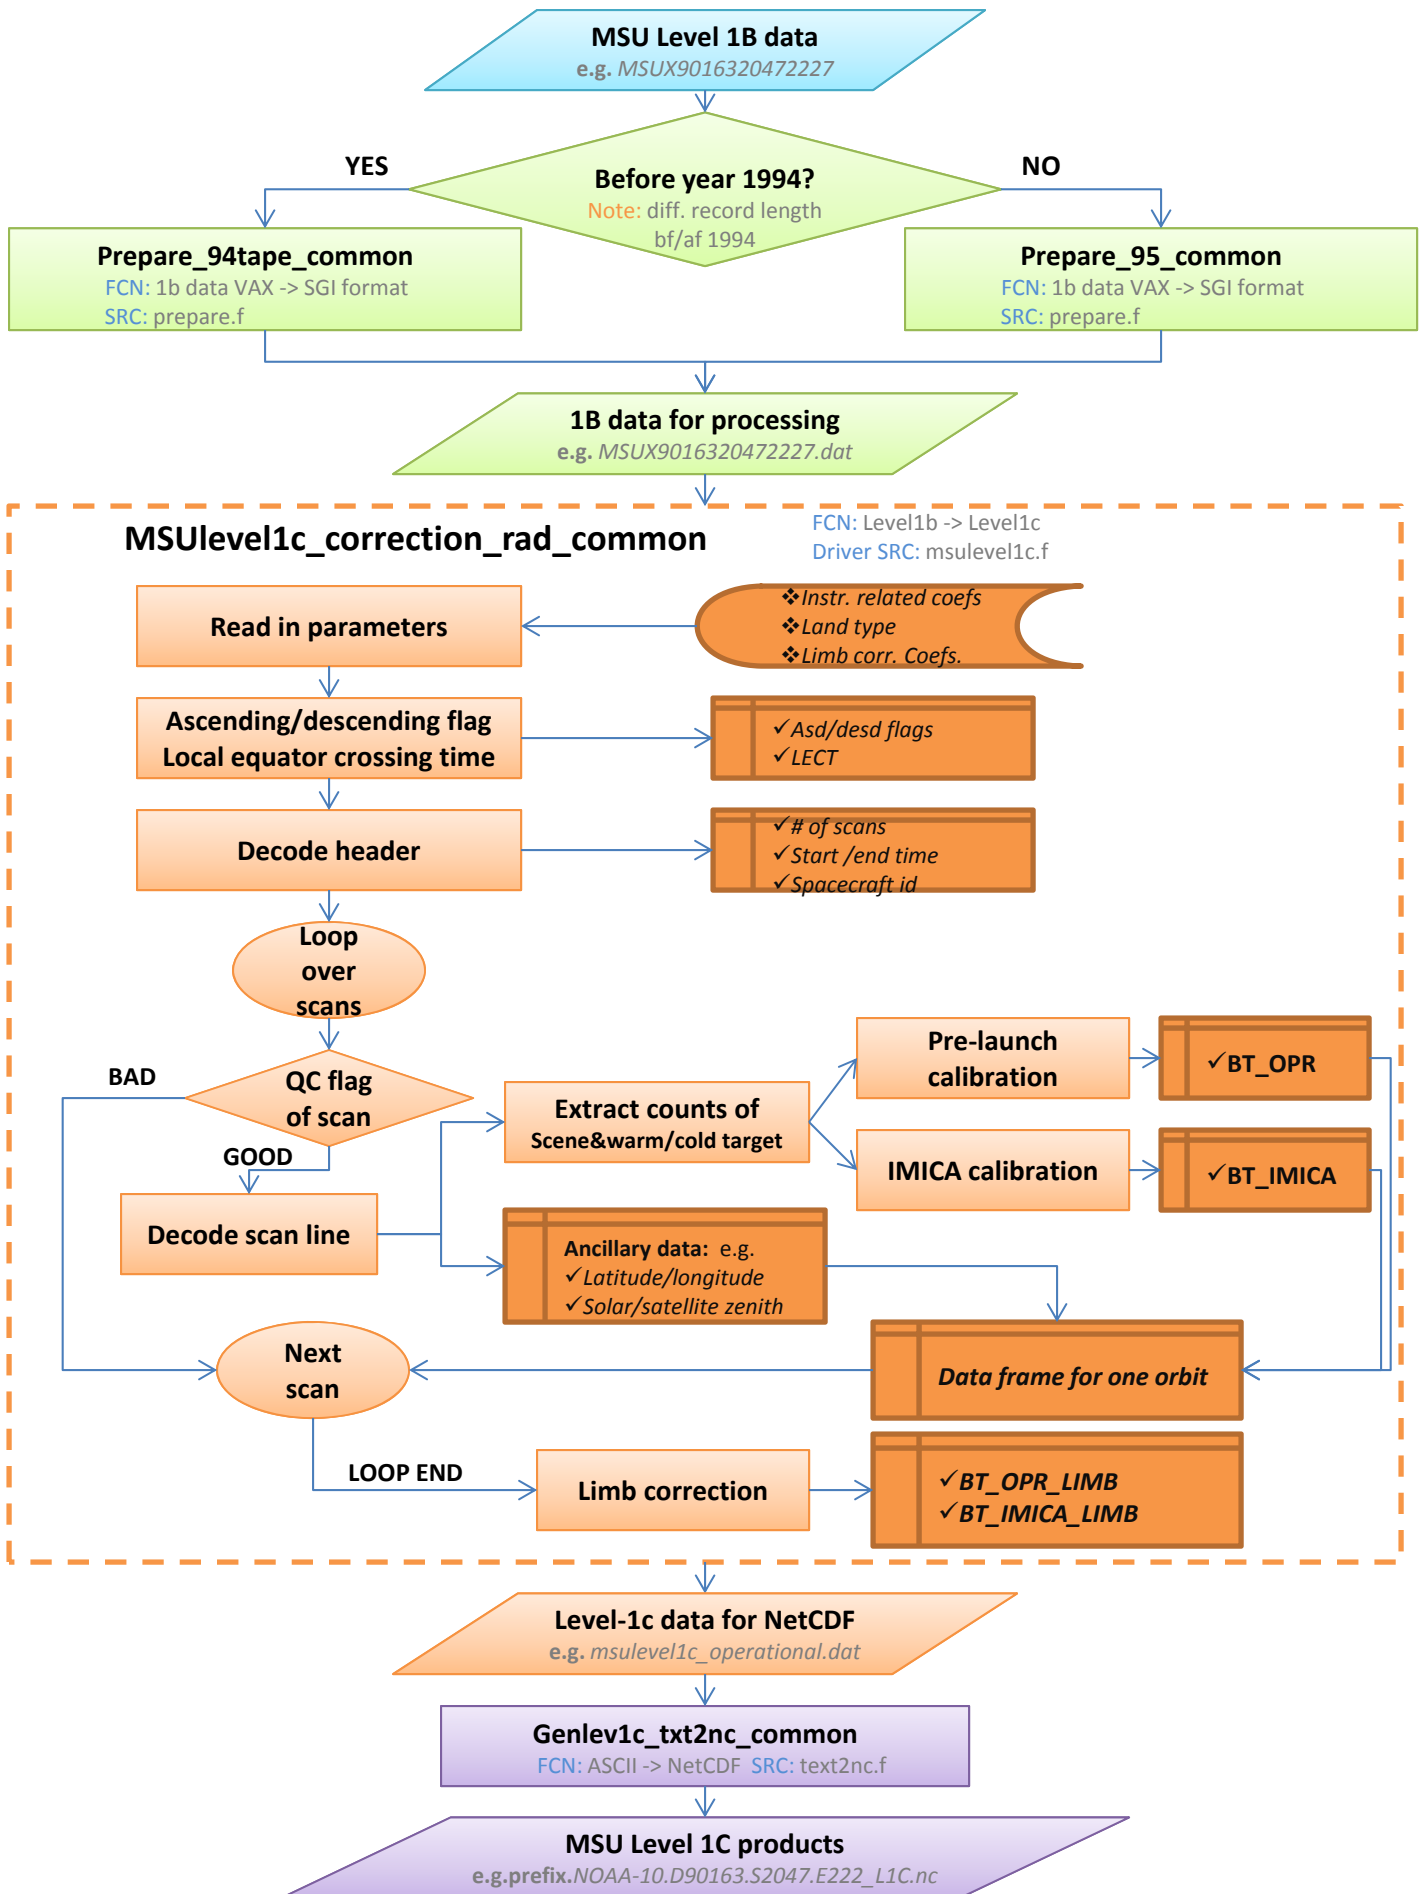 MSU Level 1B data
e.g. MSUX9016320472227
YES
NO
Before year 1994?
Note: diff. record length
bf/af 1994
Prepare_94tape_common
FCN: 1b data VAX -> SGI format
SRC: prepare.f
Prepare_95_common
FCN: 1b data VAX -> SGI format
SRC: prepare.f
1B data for processing
e.g. MSUX9016320472227.dat
MSUlevel1c_correction_rad_common
FCN: Level1b -> Level1c
Driver SRC: msulevel1c.f
Read in parameters
❖Instr. related coefs
❖Land type
❖Limb corr. Coefs.
Ascending/descending flag
Local equator crossing time
✓Asd/desd flags
✓LECT
Decode header
✓# of scans
✓Start /end time
✓Spacecraft id
Loop
over
scans
BAD
QC flag
of scan
GOOD
Decode scan line
Extract counts of
Scene&warm/cold target
Pre-launch
calibration
✓BT_OPR
IMICA calibration
✓BT_IMICA
Ancillary data: e.g.
✓Latitude/longitude
✓Solar/satellite zenith
Next
scan
Data frame for one orbit
LOOP END
Limb correction
✓BT_OPR_LIMB
✓BT_IMICA_LIMB
Level-1c data for NetCDF
e.g. msulevel1c_operational.dat
Genlev1c_txt2nc_common
FCN: ASCII -> NetCDF SRC: text2nc.f
MSU Level 1C products
e.g.prefix.NOAA-10.D90163.S2047.E222_L1C.nc